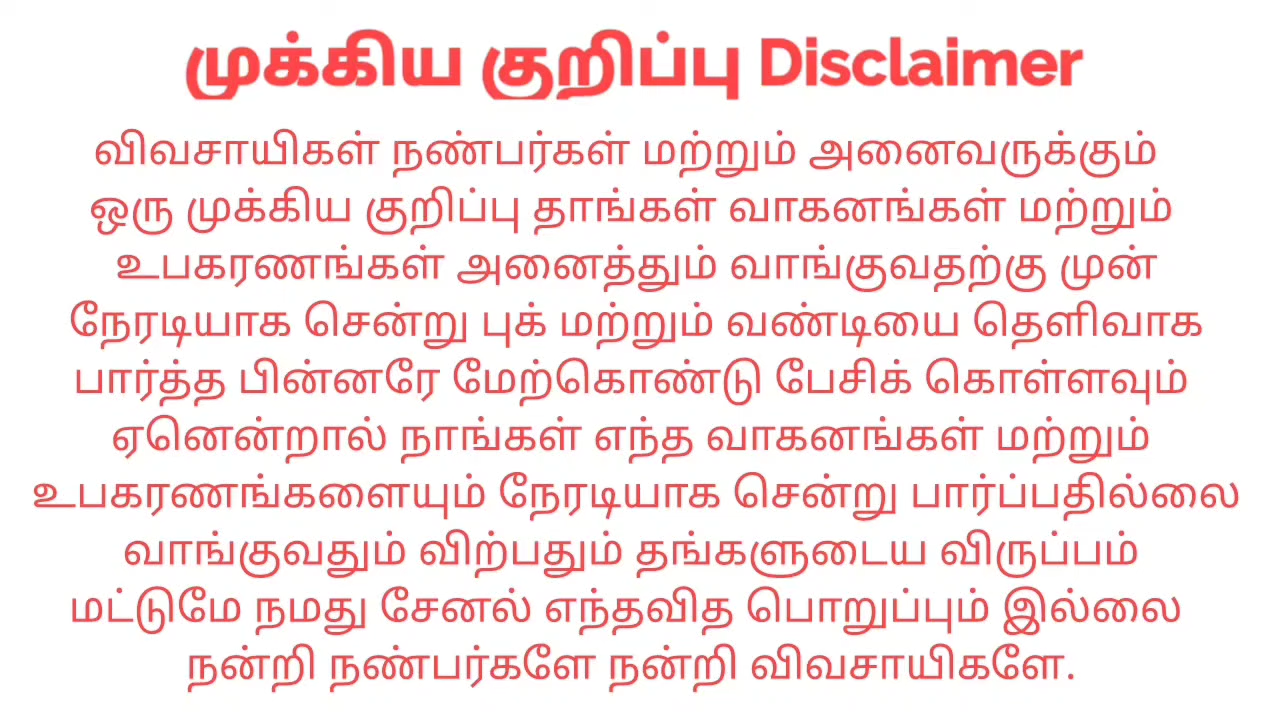 முக்கிய குறிப்பு Disclaimer
விவசாயிகள் நண்பர்கள் மற்றும் அனைவருக்கும்
ஒரு முக்கிய குறிப்பு தாங்கள் வாகனங்கள் மற்றும்
உபகரணங்கள் அனைத்தும் வாங்குவதற்கு முன்
நேரடியாக சென்று புக் மற்றும் வண்டியை தெளிவாக
பார்த்த பின்னரே மேற்கொண்டு பேசிக் கொள்ளவும்
ஏனென்றால் நாங்கள் எந்த வாகனங்கள் மற்றும்
உபகரணங்களையும் நேரடியாக சென்று பார்ப்பதில்லை
வாங்குவதும் விற்பதும் தங்களுடைய விருப்பம்
மட்டுமே நமது சேனல் எந்தவித பொறுப்பும் இல்லை
நன்றி நண்பர்களே நன்றி விவசாயிகளே.